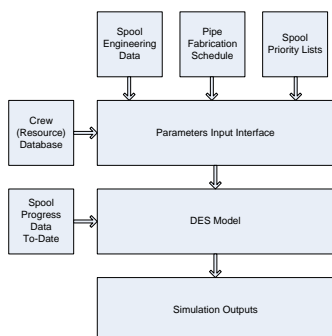 Spool
Engineering
Data
Pipe
Fabrication
Schedule
Spool
Priority Lists
Crew
(Resource)
Database
Parameters Input Interface
Spool
Progress
Data
To-Date
DES Model
Simulation Outputs